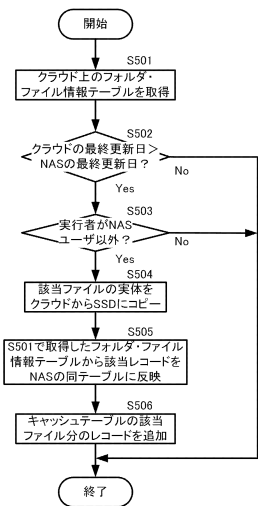 開始
S501
クラウド上のフォルダ・
ファイル情報テーブルを取得
S502
クラウドの最終更新日＞
NASの最終更新日？
No
Yes
S503
実行者がNAS
ユーザ以外？
No
Yes
S504
該当ファイルの実体を
クラウドからSSDにコピー
S505
S501で取得したフォルダ・ファイル
情報テーブルから該当レコードを
NASの同テーブルに反映
S506
キャッシュテーブルの該当
ファイル分のレコードを追加
終了